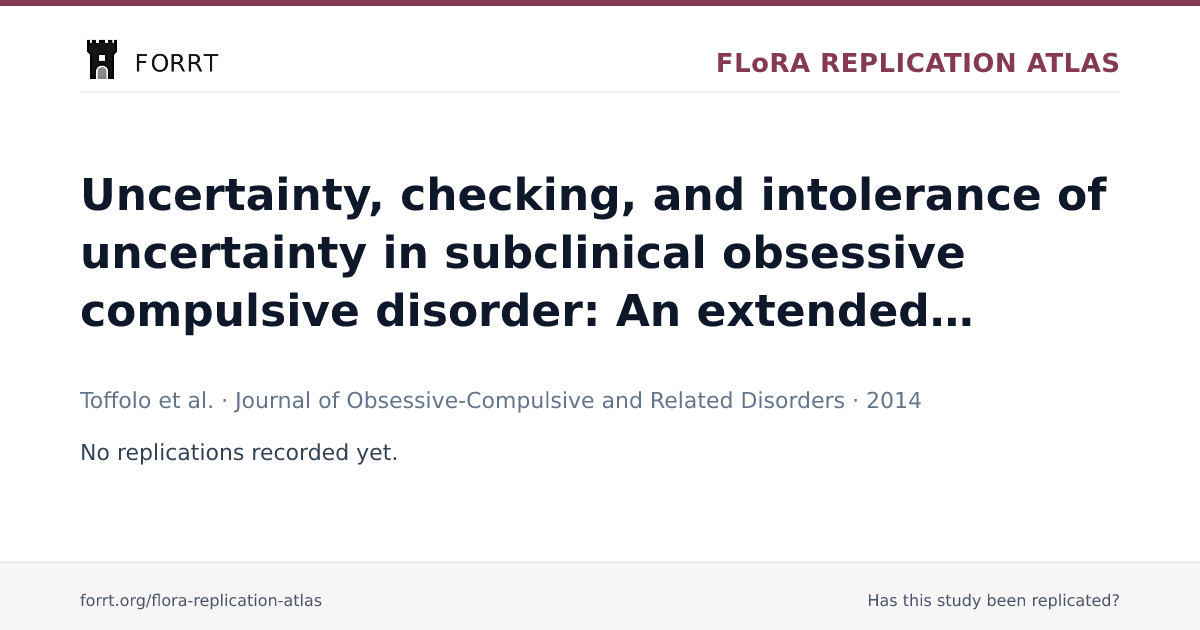 FORRT
FLoRA REPLICATION ATLAS
Uncertainty, checking, and intolerance of
uncertainty in subclinical obsessive
compulsive disorder: An extended…
Toffolo et al. · Journal of Obsessive-Compulsive and Related Disorders · 2014
No replications recorded yet.
forrt.org/flora-replication-atlas
Has this study been replicated?